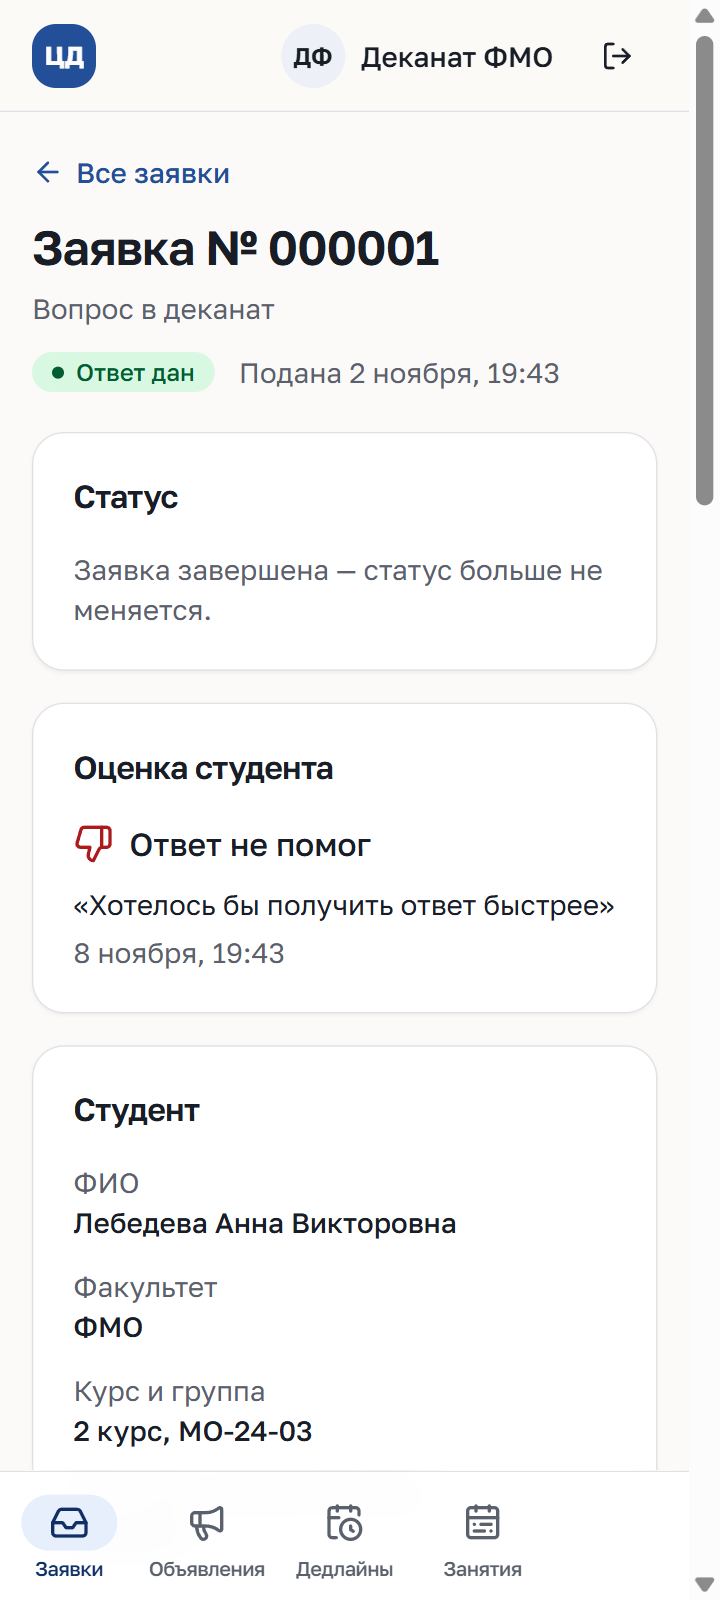 ЦД
ДФ Деканат ФМО
Все заявки
Заявка № 000001
Вопрос в деканат
Ответ дан Подана 2 ноября, 19:43
Статус
Заявка завершена — статус больше не
меняется.
Оценка студента
Ответ не помог
«Хотелось бы получить ответ быстрее»
8 ноября, 19:43
Студент
ФИО
Лебедева Анна Викторовна
Факультет
ФМО
Курс и группа
2 курс, МО-24-03
Заявки Объявления Дедлайны Занятия